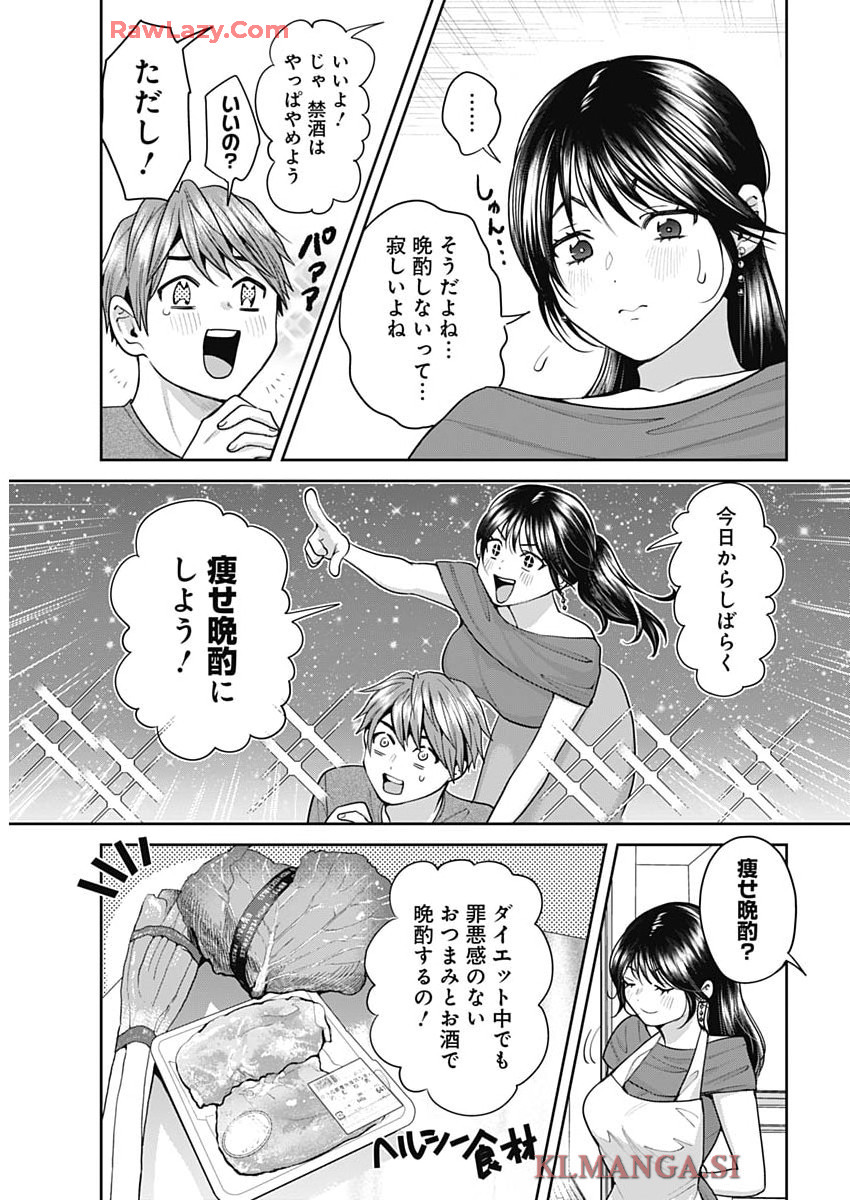 RawLazy.Com
……
しゅん…
そうだよね…
晩酌しないって…
寂しいよね
いいよ！
じゃ 禁酒は
やっぱやめよう
いいの？
パァァァ
ただし！
今日からしばらく
痩せ晩酌に
しよう！
痩せ晩酌？
ダイエット中でも
罪悪感のない
おつまみとお酒で
晩酌するの！
ヘルシー食材
KLMANGA.SI